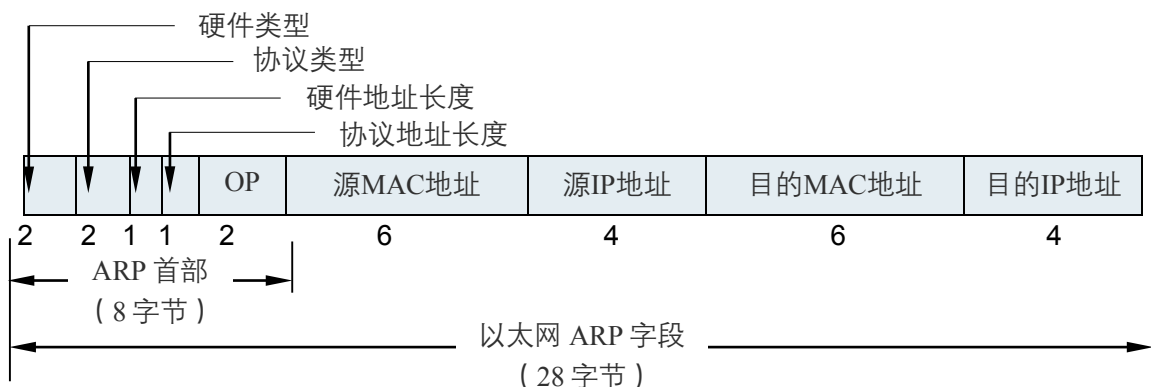 硬件类型
协议类型
硬件地址长度
协议地址长度
OP 源MAC地址 源IP地址 目的MAC地址 目的IP地址
2 2 1 1 2 6 4 6 4
ARP 首部
(8 字节)
以太网 ARP 字段
(28 字节)